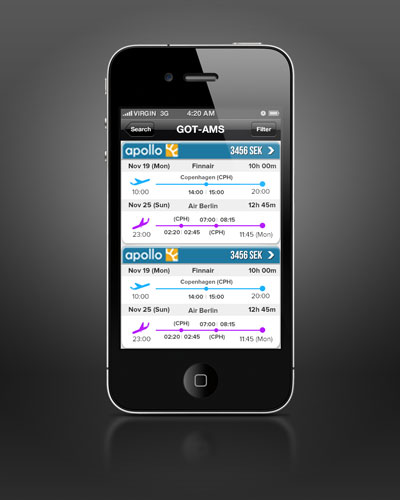 VIRGIN 3G 4:20 AM
Search GOT-AMS Filter
apollo 3456 SEK
Nov 19 (Mon) Finnair 10h 00m
Copenhagen (CPH)
10:00 14:00 15:00 20:00
Nov 25 (Sun) Air Berlin 12h 45m
(CPH) 07:00 08:15
23:00 02:20 02:45 (CPH) 11:45 (Mon)
apollo 3456 SEK
Nov 19 (Mon) Finnair 10h 00m
Copenhagen (CPH)
10:00 14:00 15:00 20:00
Nov 25 (Sun) Air Berlin 12h 45m
(CPH) 07:00 08:15
23:00 02:20 02:45 (CPH) 11:45 (Mon)